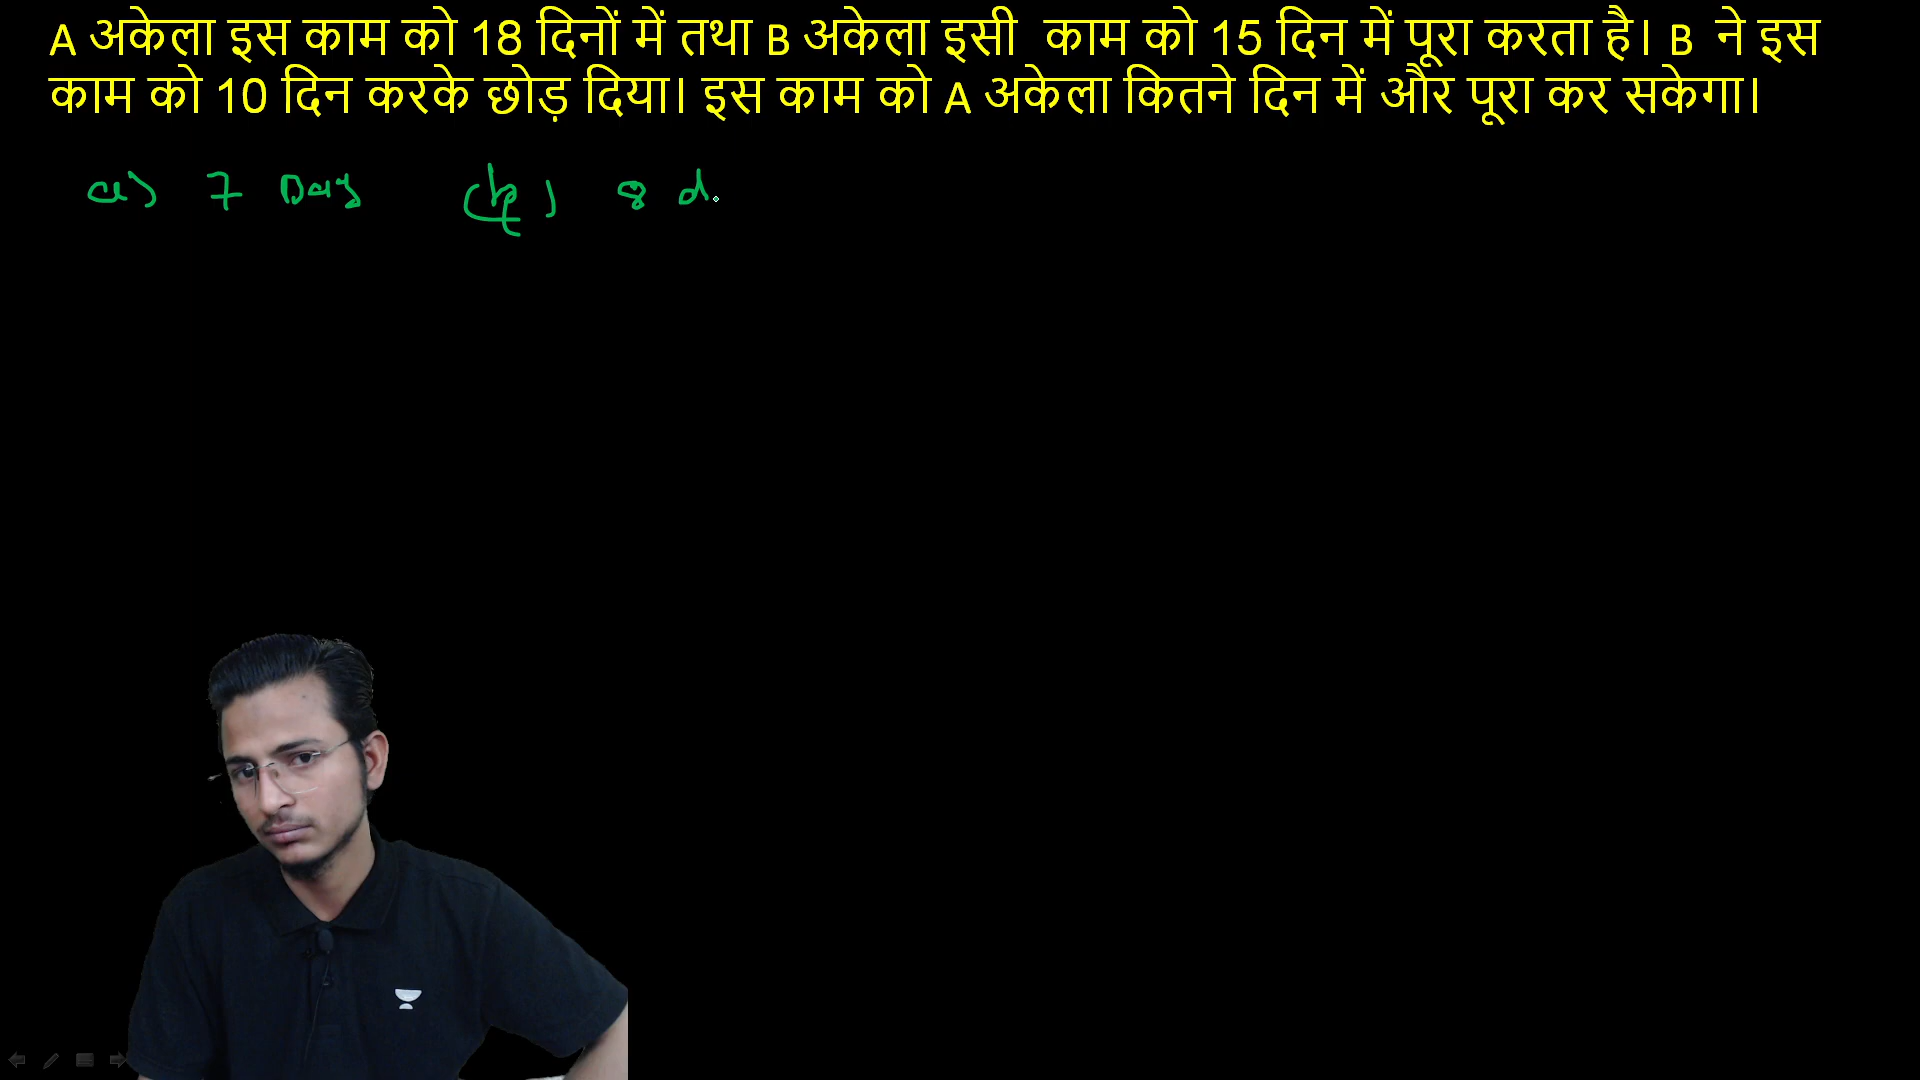 A अकेला इस काम को 18 दिनों में तथा B अकेला इसी काम को 15 दिन में पूरा करता है। B ने इस
काम को 10 दिन करके छोड़ दिया। इस काम को A अकेला कितने दिन में और पूरा कर सकेगा।
a) 7 Day (b) 8 d